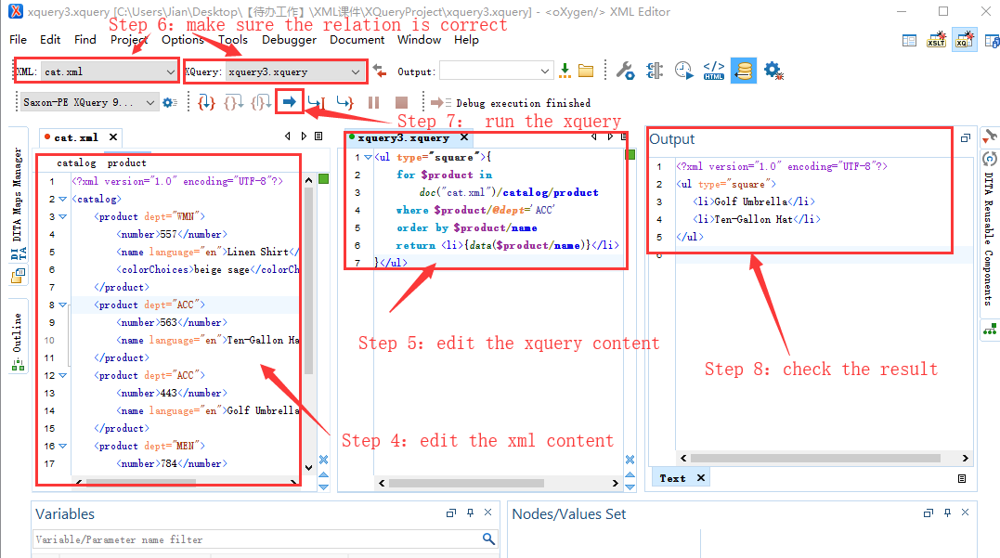 xquery3.xquery [C:\Users\Jian\Desktop\【待办工作】\XML课件\XQueryProject\xquery3.xquery] - <oXygen/> XML Editor
Step 6：make sure the relation is correct
File Edit Find Project Options Tools Debugger Document Window Help
XML: cat.xml XQuery: xquery3.xquery Output:
XSLT XQ HTML
Saxon-PE XQuery 9... Debug execution finished
Step 7： run the xquery
cat.xml
catalog product
1 <?xml version="1.0" encoding="UTF-8"?>
2 <catalog>
3 <product dept="WMN">
4 <number>557</number>
5 <name language="en">Linen Shirt</
6 <colorChoices>beige sage</colorCh
7 </product>
8 <product dept="ACC">
9 <number>563</number>
10 <name language="en">Ten-Gallon Ha
11 </product>
12 <product dept="ACC">
13 <number>443</number>
14 <name language="en">Golf Umbrella
15 </product>
16 <product dept="MEN">
17 <number>784</number>
xquery3.xquery
1 <ul type="square">{
2 for $product in
3 doc("cat.xml")/catalog/product
4 where $product/@dept='ACC'
5 order by $product/name
6 return <li>{data($product/name)}</li>
7 }</ul>
Output
1 <?xml version="1.0" encoding="UTF-8"?>
2 <ul type="square">
3 <li>Golf Umbrella</li>
4 <li>Ten-Gallon Hat</li>
5 </ul>
6
Step 5：edit the xquery content
Step 8：check the result
Step 4：edit the xml content
Text
DITA Maps Manager
Outline
DITA Reusable Components
Variables
Variable/Parameter name filter
Nodes/Values Set